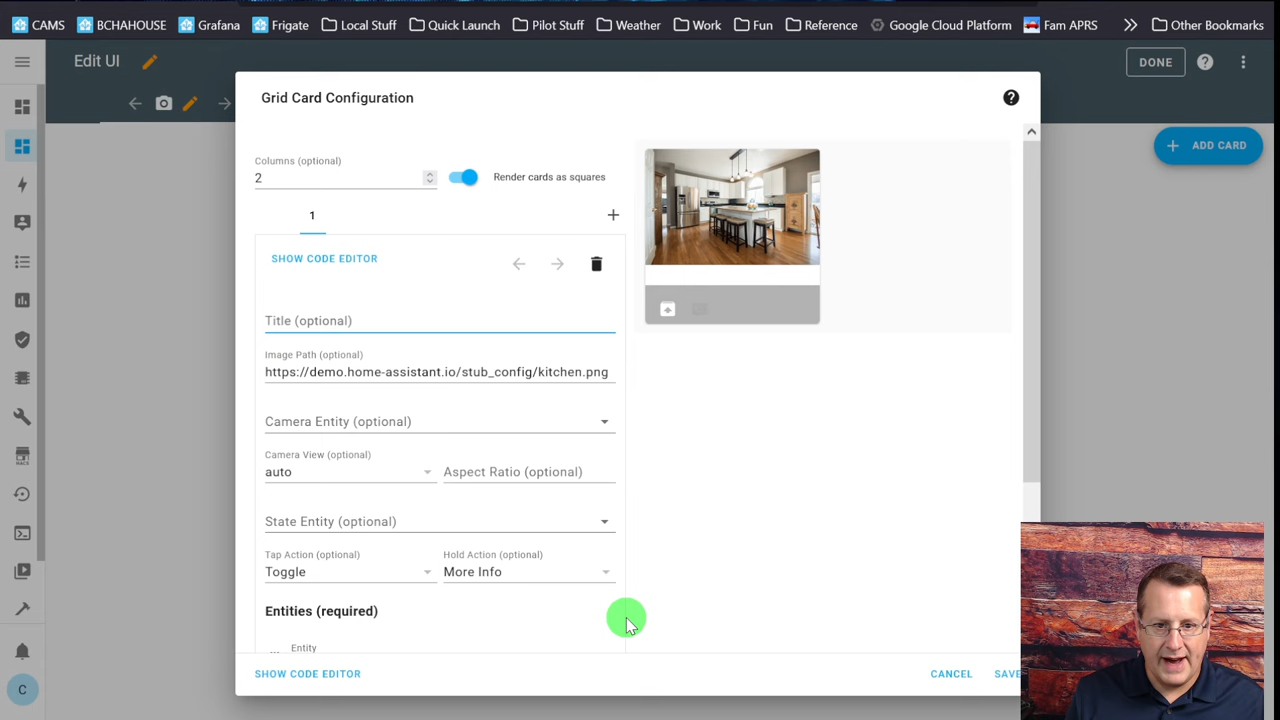 CAMS BCHAHOUSE Grafana Frigate Local Stuff Quick Launch Pilot Stuff Weather Work Fun Reference Google Cloud Platform Fam APRS Other Bookmarks
Edit UI DONE
Grid Card Configuration
ADD CARD
Columns (optional)
2 Render cards as squares
1
SHOW CODE EDITOR
Title (optional)
Image Path (optional)
https://demo.home-assistant.io/stub_config/kitchen.png
Camera Entity (optional)
Camera View (optional)
auto Aspect Ratio (optional)
State Entity (optional)
Tap Action (optional) Hold Action (optional)
Toggle More Info
Entities (required)
Entity
SHOW CODE EDITOR CANCEL SAVE
HACS
C